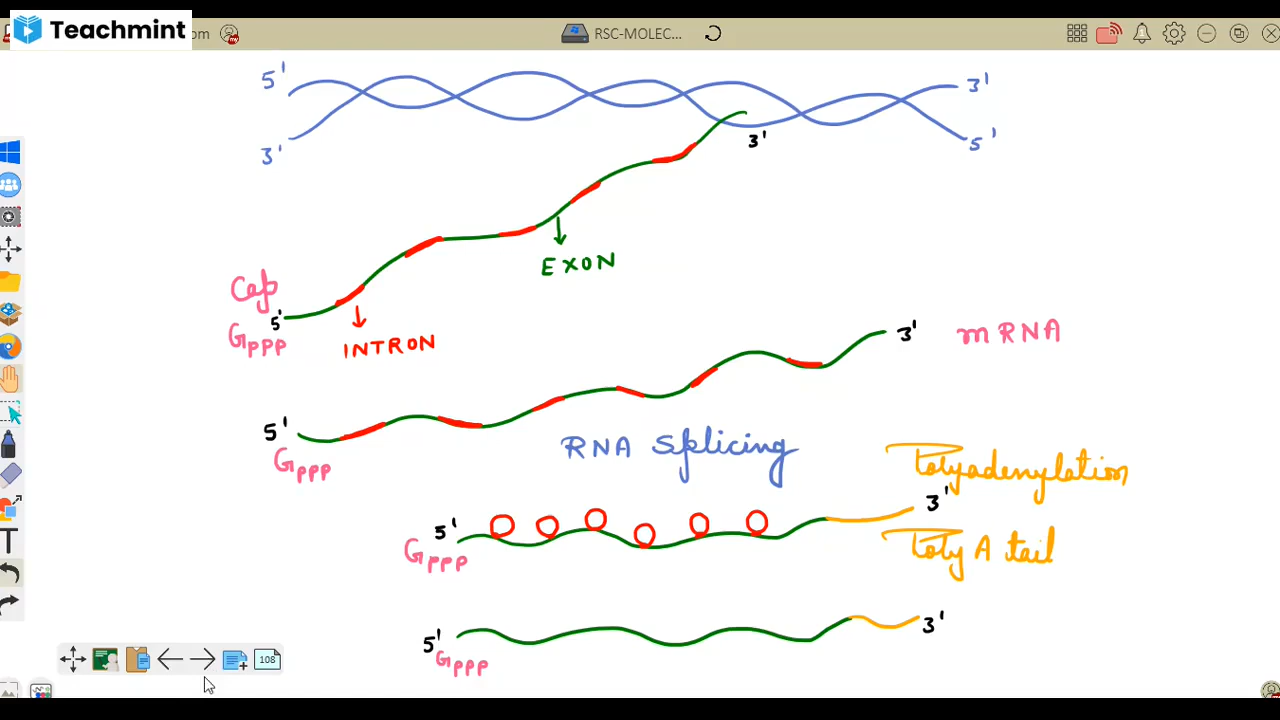 Teachmint
om
RSC-MOLEC...
5'
3'
3'
5'
3'
EXON
Cap
5'
Gppp
INTRON
3'
mRNA
5'
Gppp
RNA Splicing
Polyadenylation
3'
5'
Gppp
Poly A tail
3'
5'
Gppp
T
108